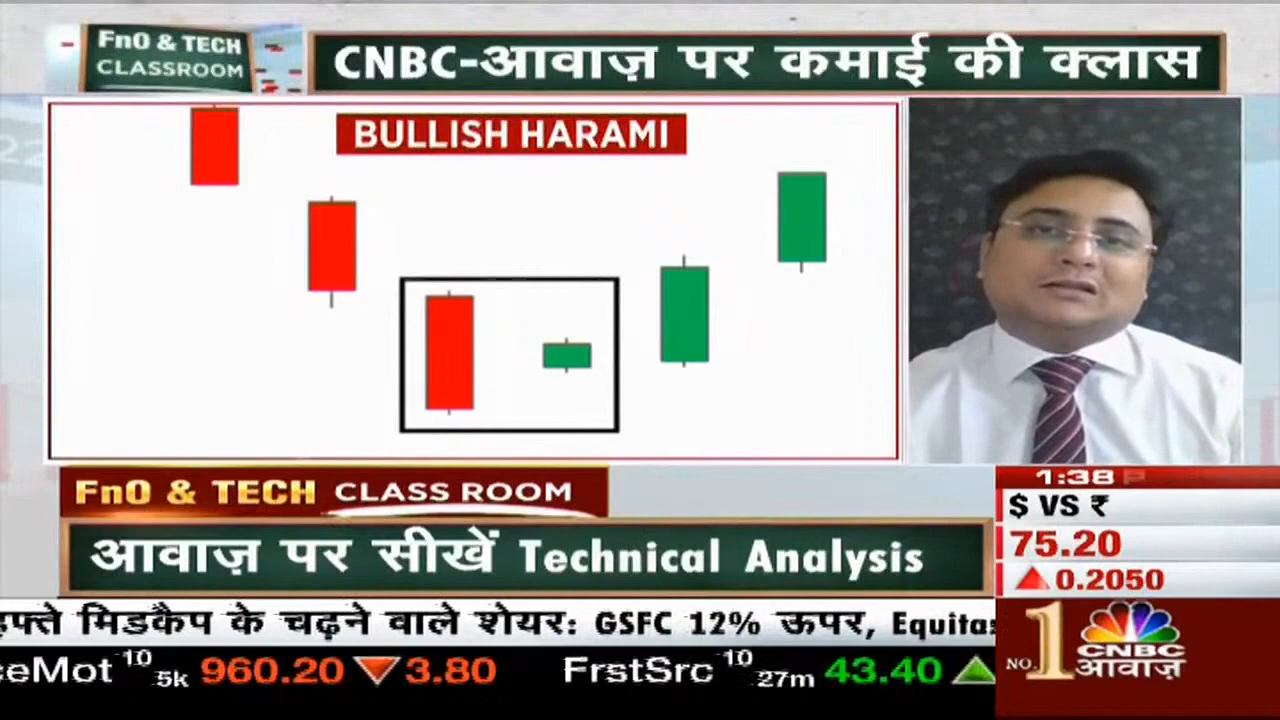 FnO & TECH
CLASSROOM
CNBC-आवाज़ पर कमाई की क्लास
BULLISH HARAMI
FnO & TECH CLASS ROOM
आवाज़ पर सीखें Technical Analysis
1:38 P
$ VS ₹
75.20
▲0.2050
मिडकैप के चढ़ने वाले शेयर: GSFC 12% ऊपर, Equitas
ceMot 10 5k 960.20 ▼3.80 FrstSrc 10 27m 43.40 ▲
NO.1 CNBC
आवाज़